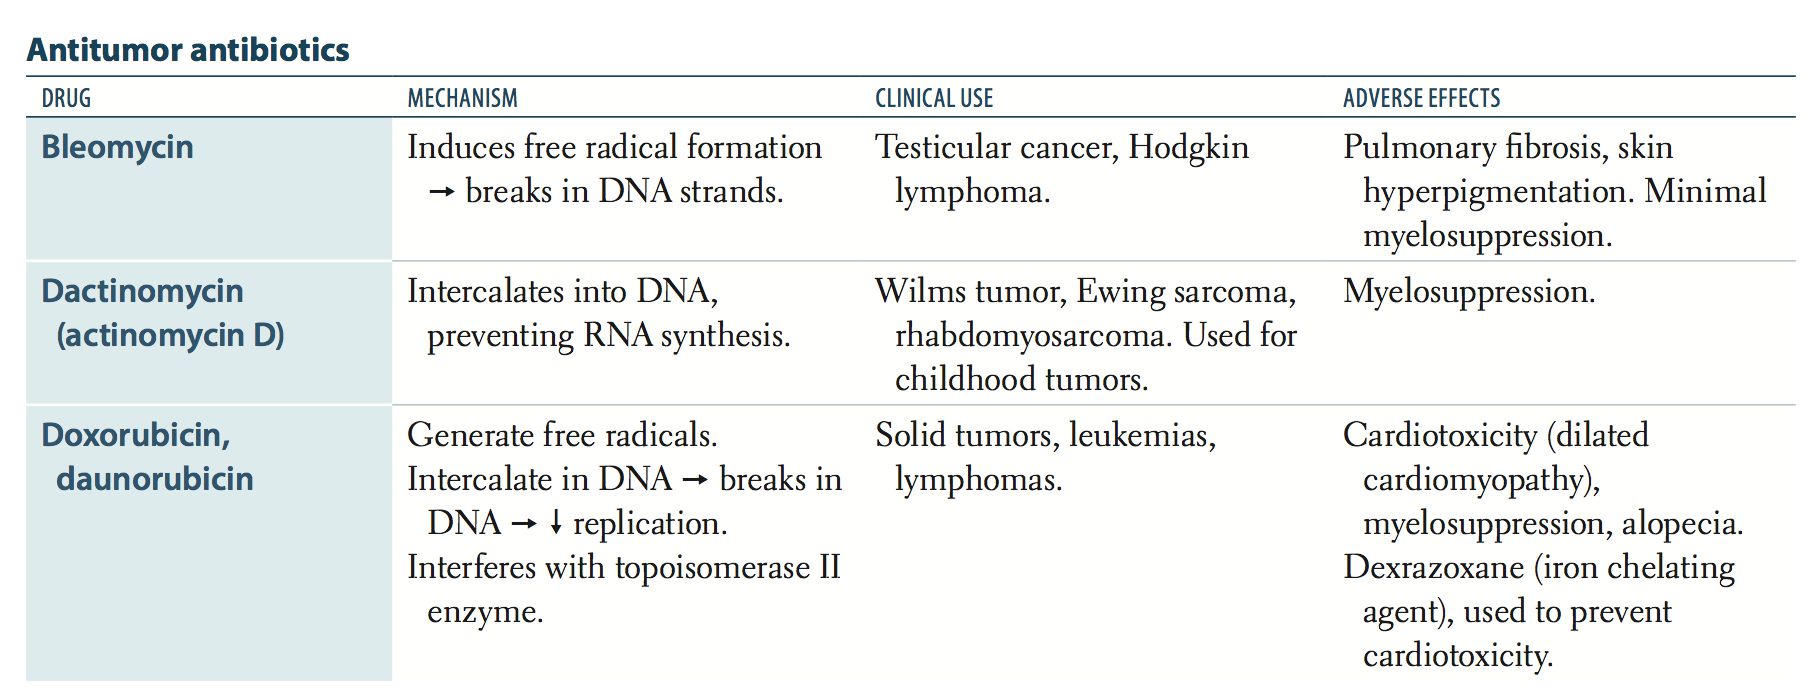 Antitumor antibiotics
DRUG MECHANISM CLINICAL USE ADVERSE EFFECTS
Bleomycin
Induces free radical formation
→ breaks in DNA strands.
Testicular cancer, Hodgkin
lymphoma.
Pulmonary fibrosis, skin
hyperpigmentation. Minimal
myelosuppression.
Dactinomycin
(actinomycin D)
Intercalates into DNA,
preventing RNA synthesis.
Wilms tumor, Ewing sarcoma,
rhabdomyosarcoma. Used for
childhood tumors.
Myelosuppression.
Doxorubicin,
daunorubicin
Generate free radicals.
Intercalate in DNA → breaks in
DNA → ↓ replication.
Interferes with topoisomerase II
enzyme.
Solid tumors, leukemias,
lymphomas.
Cardiotoxicity (dilated
cardiomyopathy),
myelosuppression, alopecia.
Dexrazoxane (iron chelating
agent), used to prevent
cardiotoxicity.